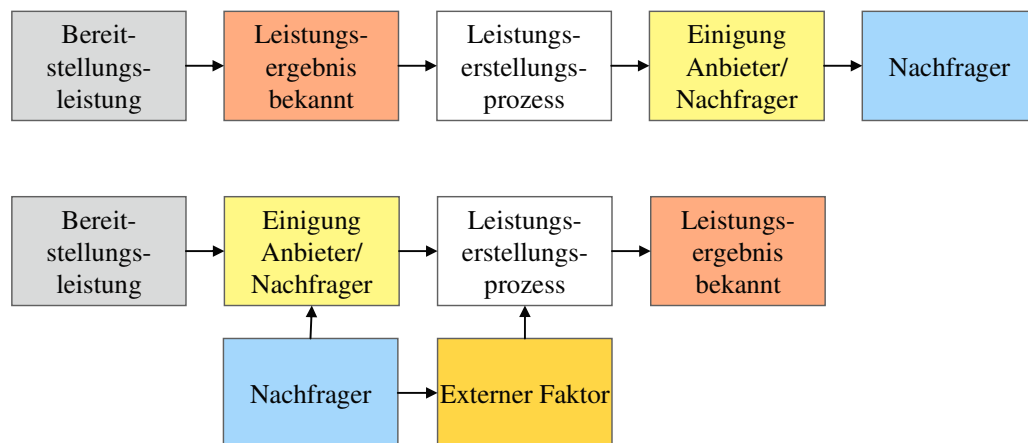 Bereit-
stellungs-
leistung
Leistungs-
ergebnis
bekannt
Leistungs-
erstellungs-
prozess
Einigung
Anbieter/
Nachfrager
Nachfrager
Bereit-
stellungs-
leistung
Einigung
Anbieter/
Nachfrager
Leistungs-
erstellungs-
prozess
Leistungs-
ergebnis
bekannt
Nachfrager
Externer Faktor